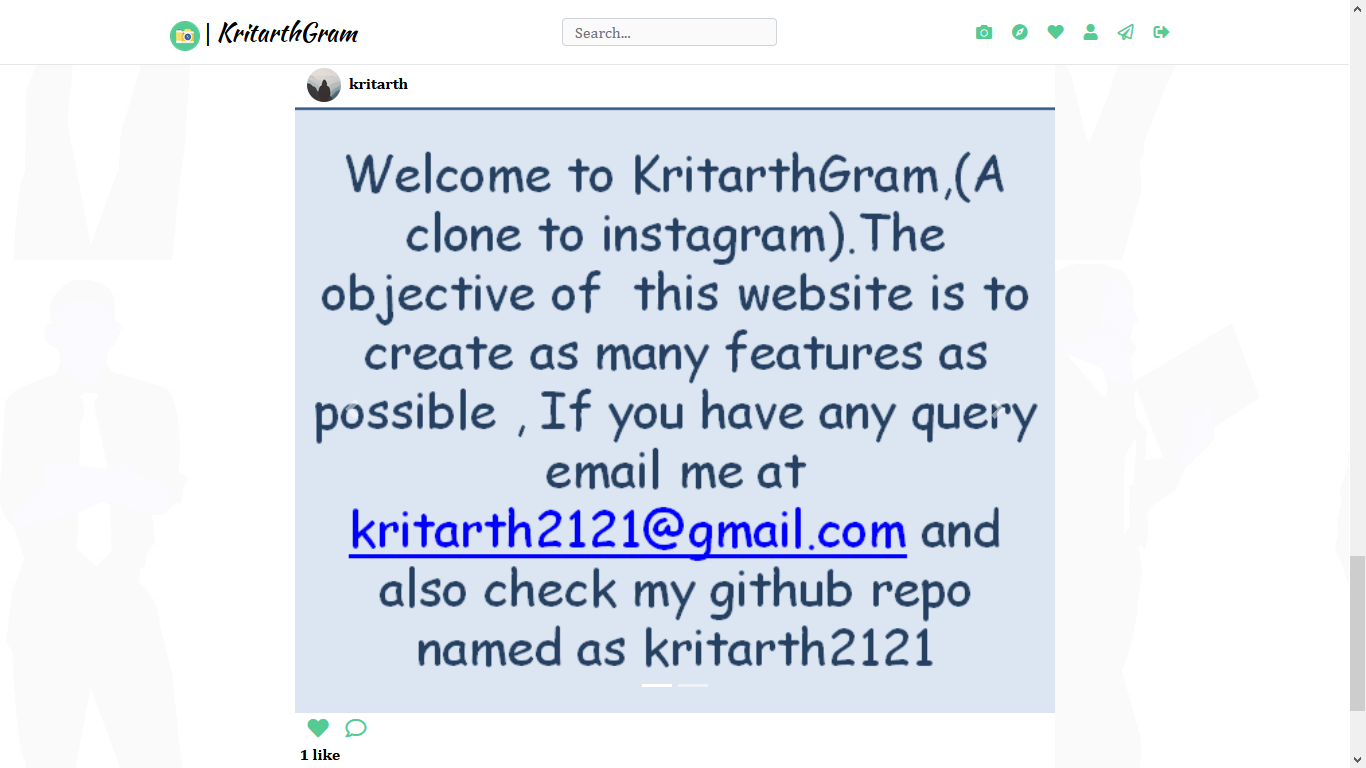 | KritarthGram
Search...
kritarth
Welcome to KritarthGram,(A
clone to instagram).The
objective of  this website is to
create as many features as
possible , If you have any query
email me at
kritarth2121@gmail.com and
also check my github repo
named as kritarth2121
1 like